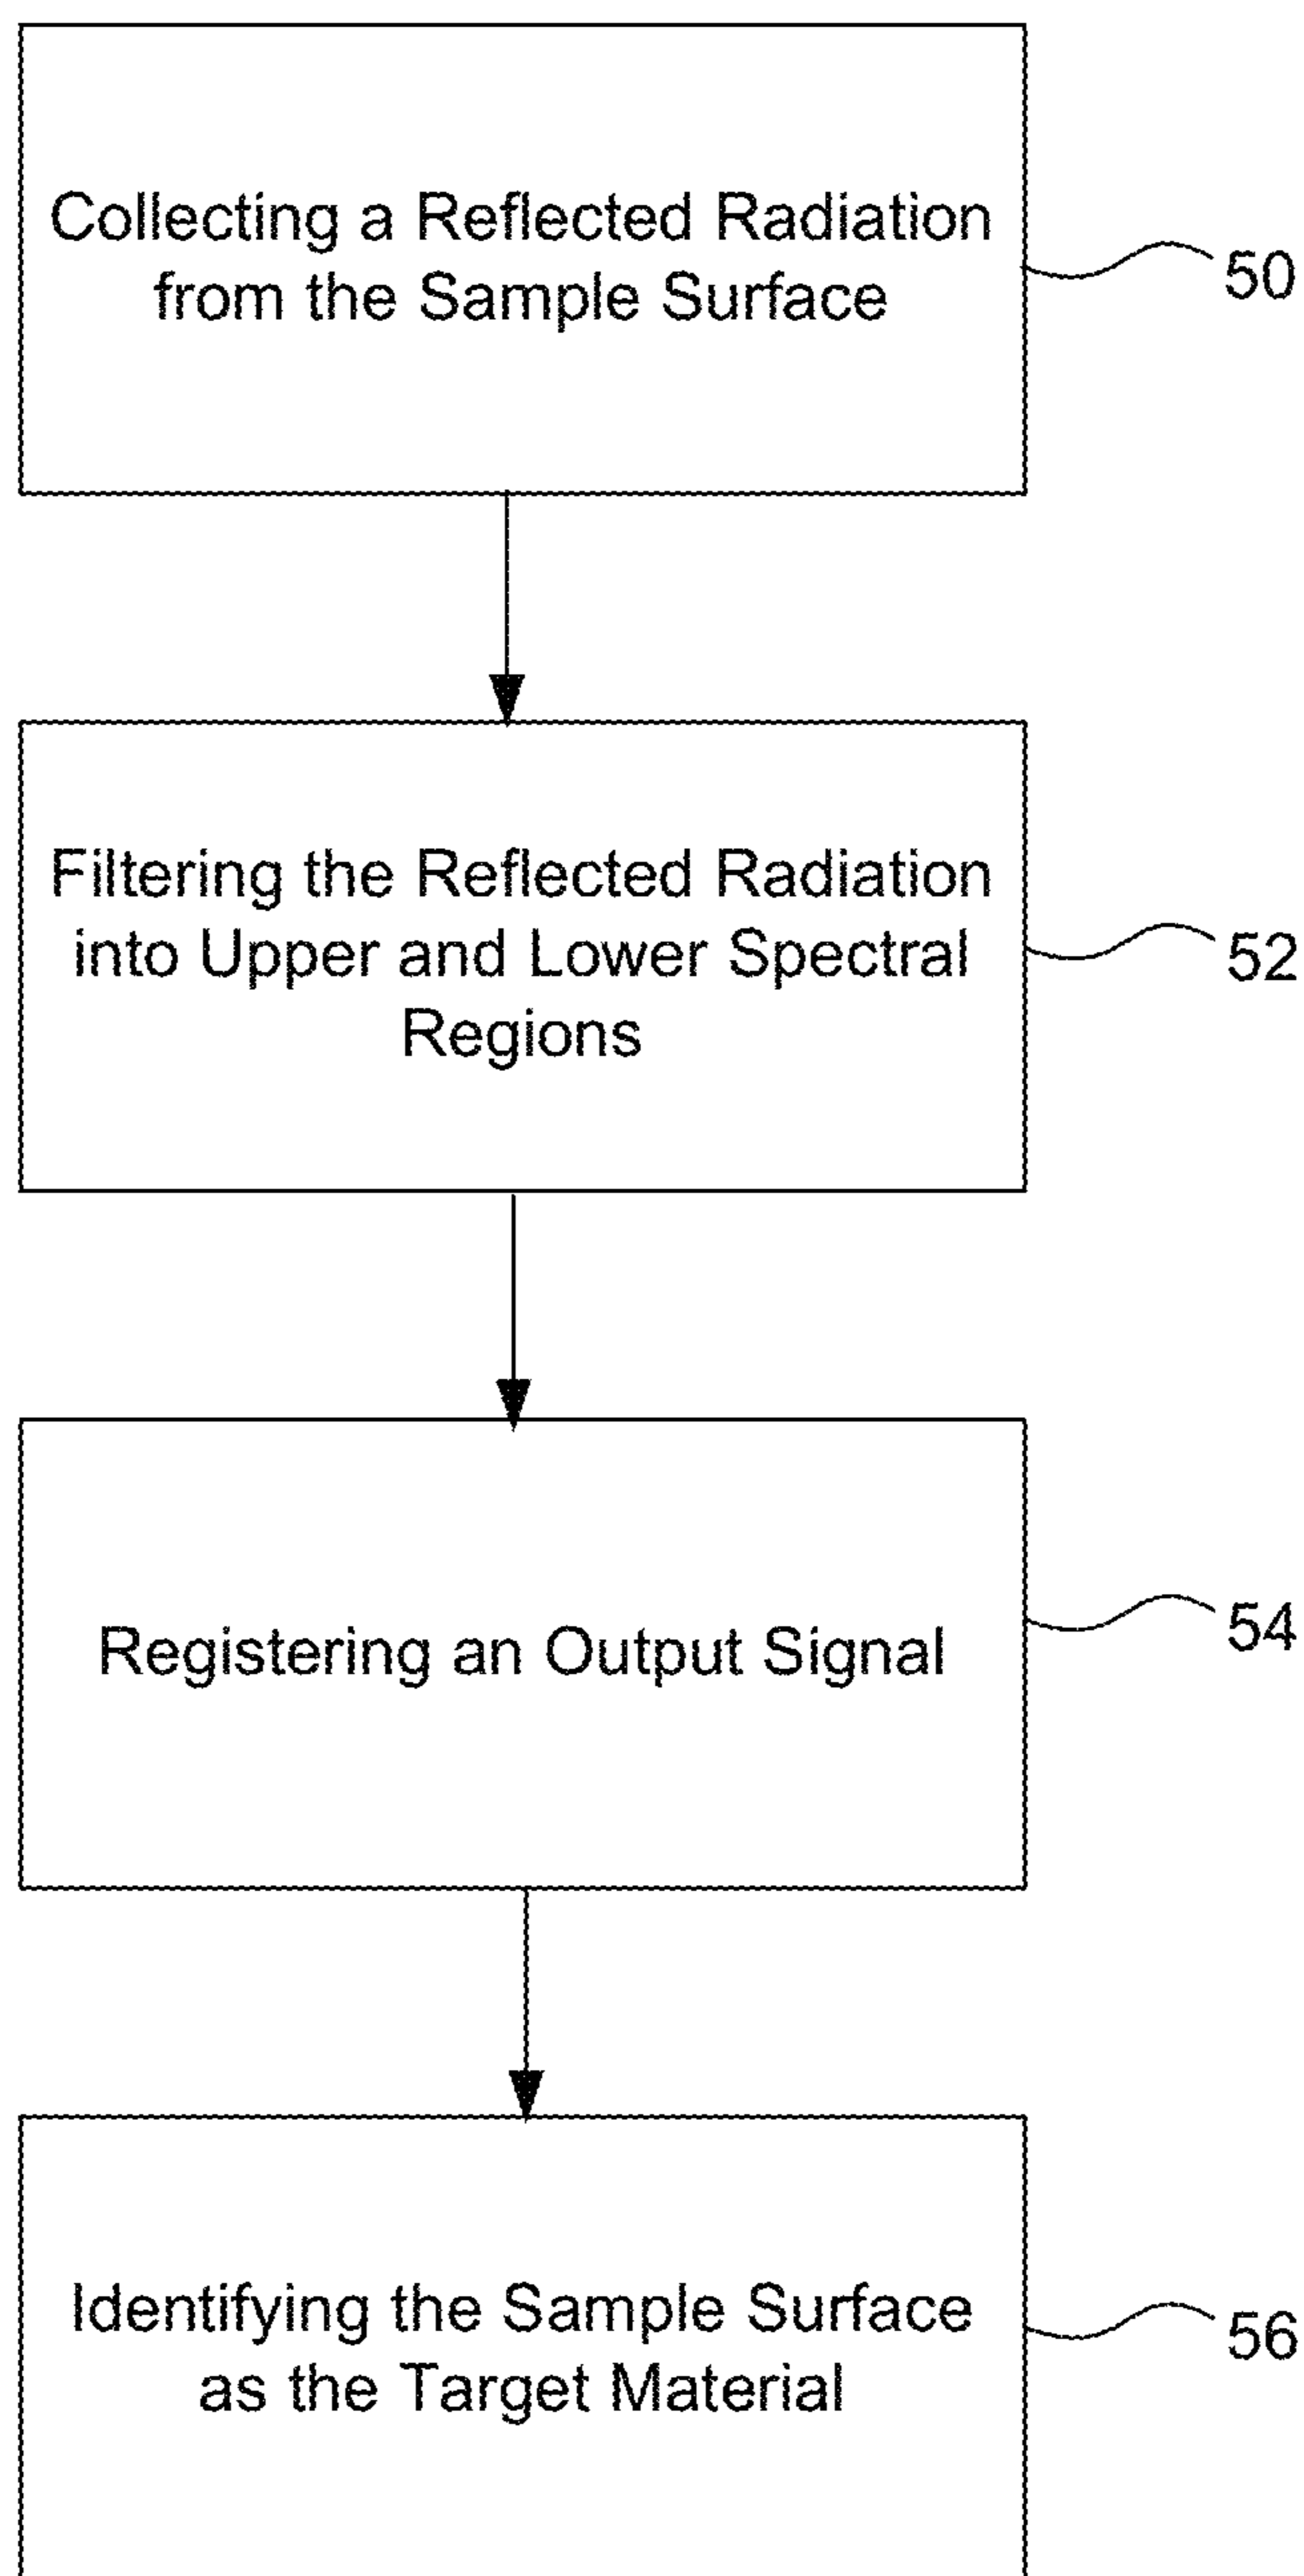 Collecting a Reflected Radiation
from the Sample Surface
50
Filtering the Reflected Radiation
into Upper and Lower Spectral
Regions
52
Registering an Output Signal
54
Identifying the Sample Surface
as the Target Material
56